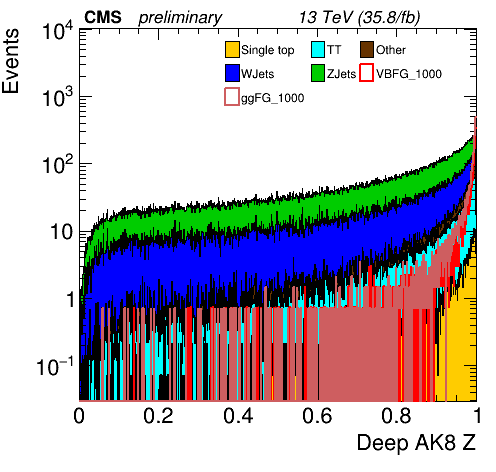 CMS preliminary 13 TeV (35.8/fb)
Events
Single top TT Other
WJets ZJets VBFG_1000
ggFG_1000
10^4
10^3
10^2
10
1
10^−1
0 0.2 0.4 0.6 0.8 1
Deep AK8 Z